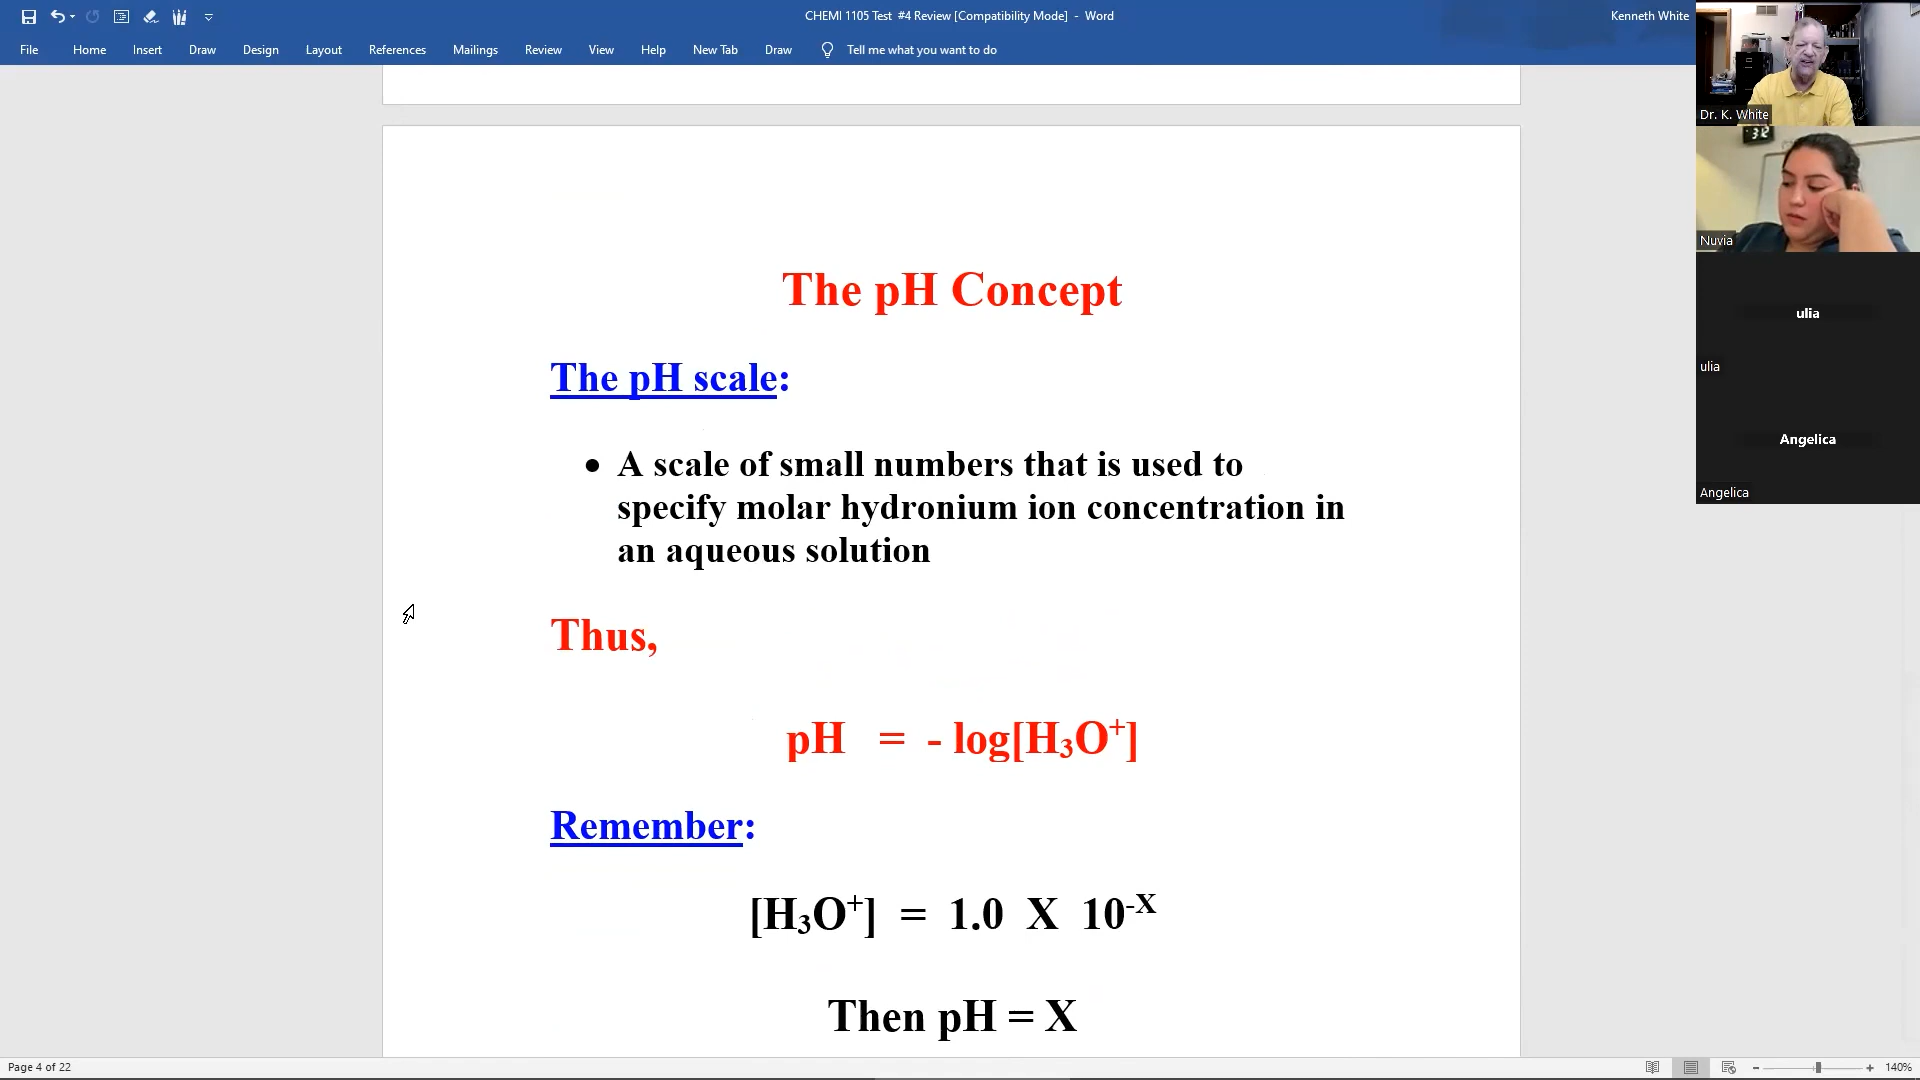 CHEMI 1105 Test  #4 Review [Compatibility Mode]  -  Word
Kenneth White
File Home Insert Draw Design Layout References Mailings Review View Help New Tab Draw Tell me what you want to do
Dr. K. White
Nuvia
ulia
ulia
Angelica
Angelica
The pH Concept
The pH scale:
• A scale of small numbers that is used to
specify molar hydronium ion concentration in
an aqueous solution
Thus,
pH = - log[H₃O⁺]
Remember:
[H₃O⁺] = 1.0 X 10⁻ˣ
Then pH = X
Page 4 of 22
140%